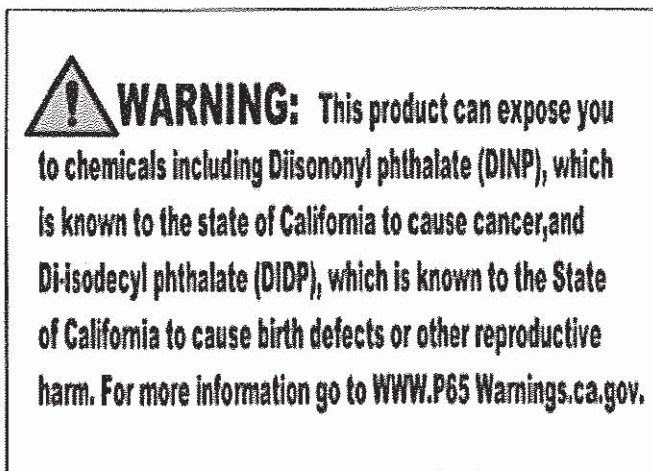 WARNING: This product can expose you
to chemicals including Diisononyl phthalate (DINP), which
is known to the state of California to cause cancer,and
Di-isodecyl phthalate (DIDP), which is known to the State
of California to cause birth defects or other reproductive
harm. For more information go to WWW.P65 Warnings.ca.gov.